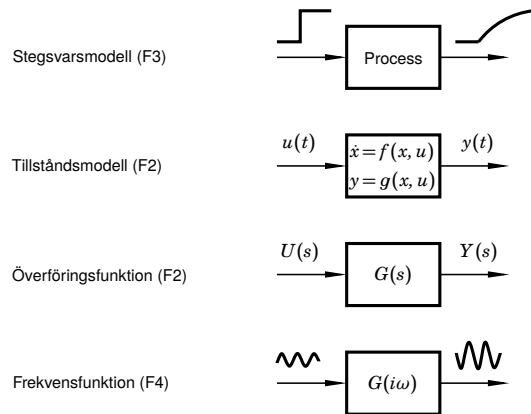 Stegsvarsmodell (F3)
Process
Tillståndsmodell (F2)
u(t)
ẋ = f(x, u)
y = g(x, u)
y(t)
Överföringsfunktion (F2)
U(s)
G(s)
Y(s)
Frekvensfunktion (F4)
G(iω)